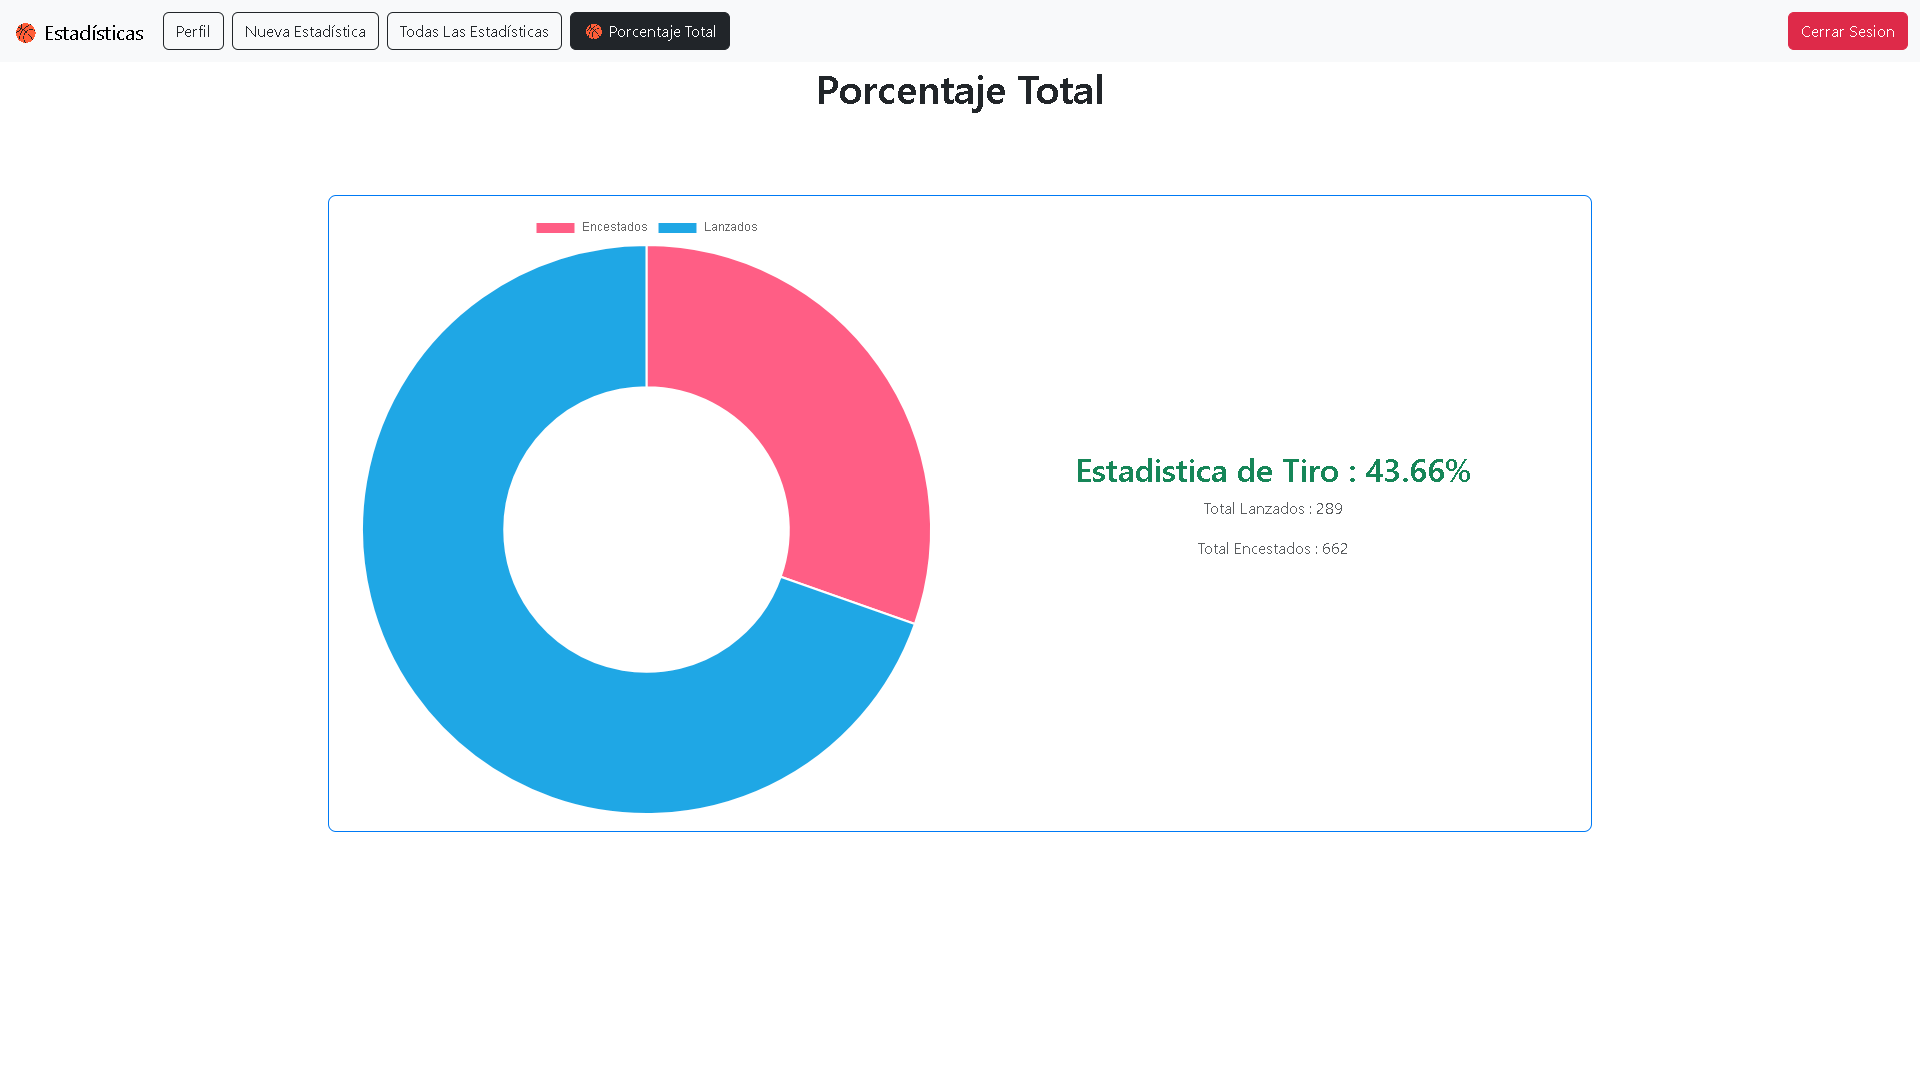 Estadísticas Perfil Nueva Estadística Todas Las Estadísticas Porcentaje Total Cerrar Sesion
Porcentaje Total
Encestados Lanzados
Estadistica de Tiro : 43.66%
Total Lanzados : 289
Total Encestados : 662